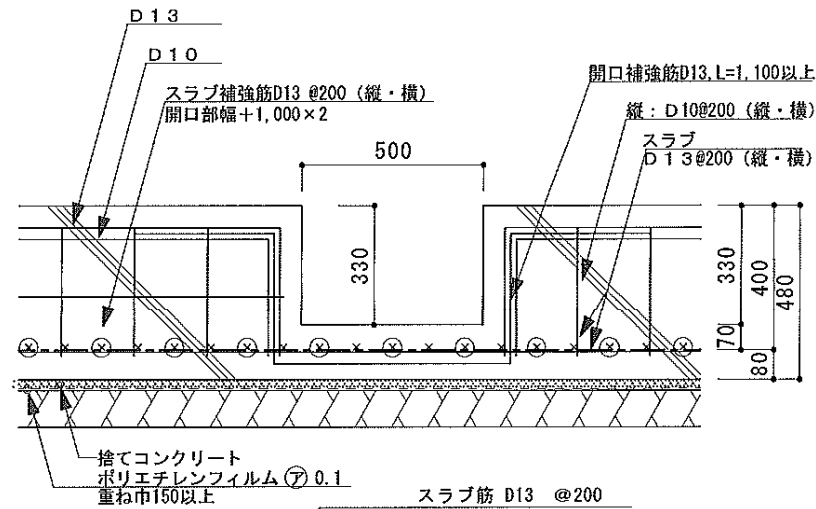 D13
D10
スラブ補強筋D13 @200 (縦・横)
開口部幅+1,000×2
開口補強筋D13,L=1,100以上
縦：D10@200 (縦・横)
スラブ
D13@200 (縦・横)
500
330
330
400
480
70
80
捨てコンクリート
ポリエチレンフィルム ㋐ 0.1
重ね巾150以上
スラブ筋 D13 @200